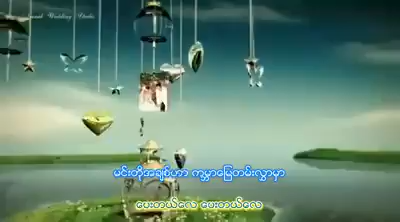 Sweet Wedding Studio
မင်းတို့အချစ်ဟာ ကမ္ဘာမြေတမ်းလွှာမှာ
ပေးတယ်လေ ပေးတယ်လေ